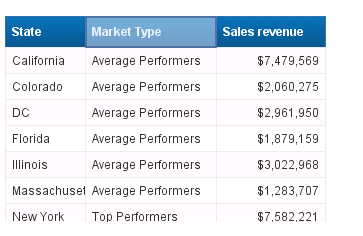 State Market Type Sales revenue
California Average Performers $7,479,569
Colorado Average Performers $2,060,275
DC Average Performers $2,961,950
Florida Average Performers $1,879,159
Illinois Average Performers $3,022,968
Massachuset Average Performers $1,283,707
New York Top Performers $7,582,221